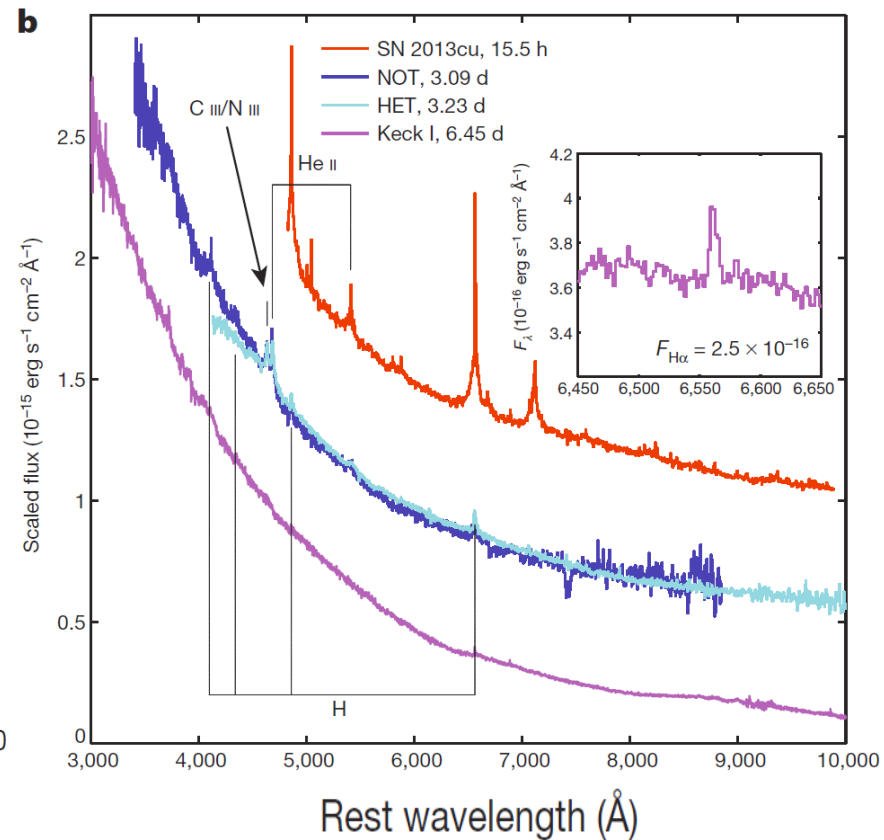 b
SN 2013cu, 15.5 h
NOT, 3.09 d
HET, 3.23 d
Keck I, 6.45 d
C III/N III
He II
H
Scaled flux (10⁻¹⁵ erg s⁻¹ cm⁻² Å⁻¹)
2.5
2
1.5
1
0.5
0
0
3,000 4,000 5,000 6,000 7,000 8,000 9,000 10,000
Rest wavelength (Å)
Fλ (10⁻¹⁶ erg s⁻¹ cm⁻² Å⁻¹)
4.2
4
3.8
3.6
3.4
F_Hα = 2.5 × 10⁻¹⁶
6,450 6,500 6,550 6,600 6,650